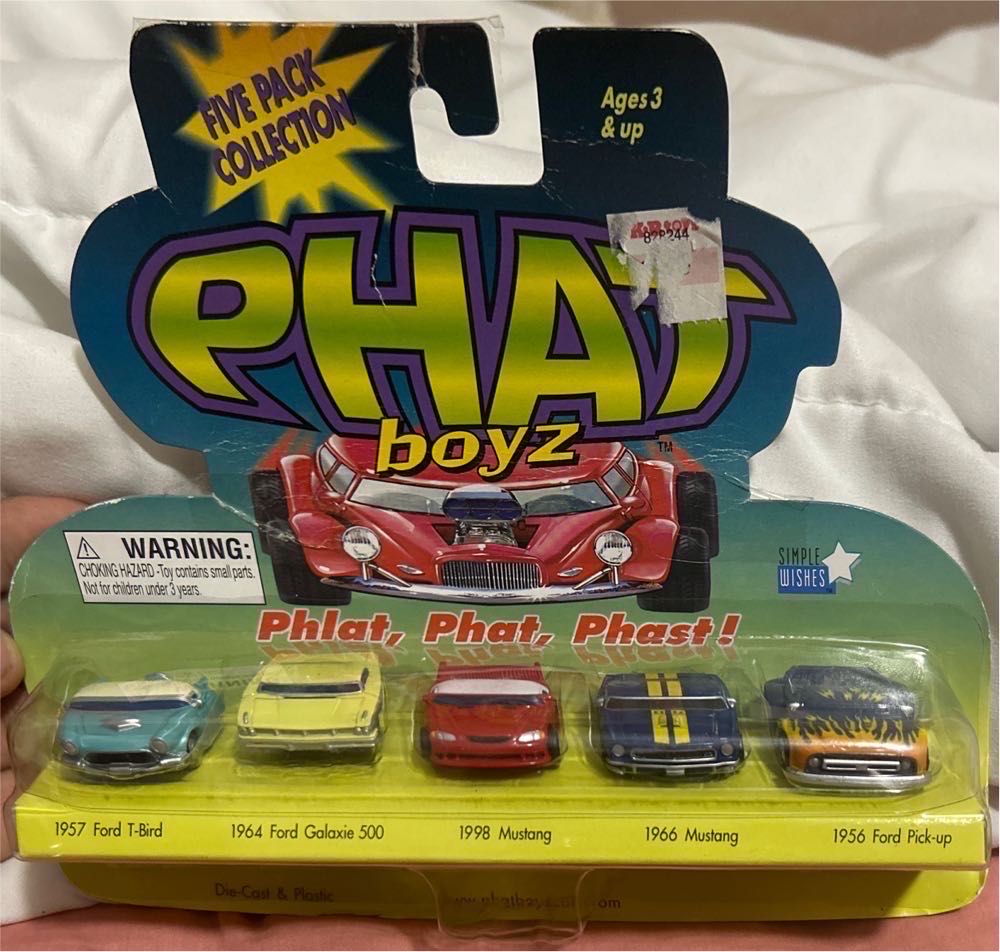 FIVE PACK
COLLECTION
Ages 3
& up
PHAT
K·B toys
boyz
TM
WARNING:
CHOKING HAZARD -Toy contains small parts.
Not for children under 3 years.
SIMPLE
WISHES
Phlat, Phat, Phast!
1957 Ford T-Bird
1964 Ford Galaxie 500
1998 Mustang
1966 Mustang
1956 Ford Pick-up
Die-Cast & Plastic